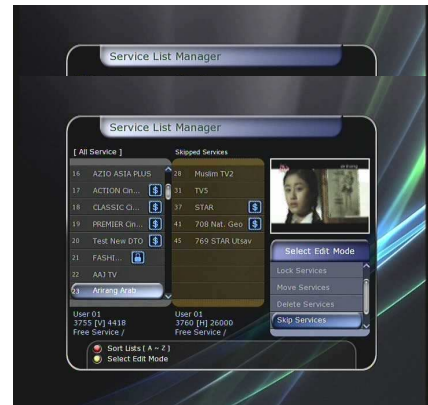 Service List Manager
Service List Manager
[ All Service ]
Skipped Services
16 AZIO ASIA PLUS
17 ACTION Cin... $
18 CLASSIC Ci... $
19 PREMIER Cin... $
20 Test New DTO $
21 FASHI...
22 AAJ TV
23 Arirang Arab
28 Muslim TV2
31 TV5
37 STAR $
41 708 Nat. Geo $
45 769 STAR Utsav
Select Edit Mode
Lock Services
Move Services
Delete Services
Skip Services
User 01
3755 [V] 4418
Free Service /
User 01
3760 [H] 26000
Free Service /
Sort Lists [ A ~ Z ]
Select Edit Mode